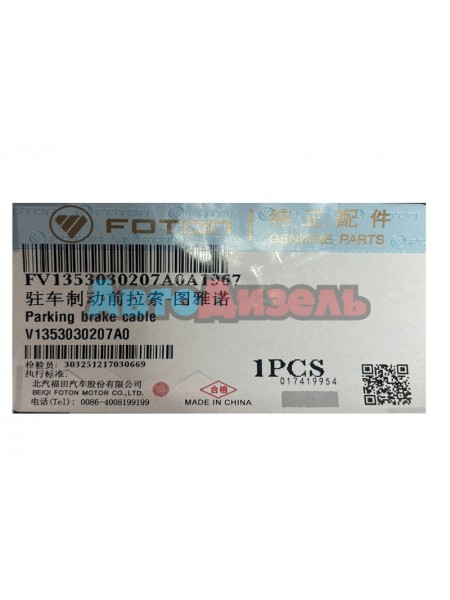 FOTON 纯正配件
GENUINE PARTS
FV1353030207A0A1967
驻车制动前拉索-图雅诺
Parking brake cable
V1353030207A0
АвтоДизель
检验员: 303251217030669
执行标准:
北汽福田汽车股份有限公司
BEIQI FOTON MOTOR CO.,LTD.
电话(Tel): 0086-4008199199
合格
MADE IN CHINA
1PCS
017419954